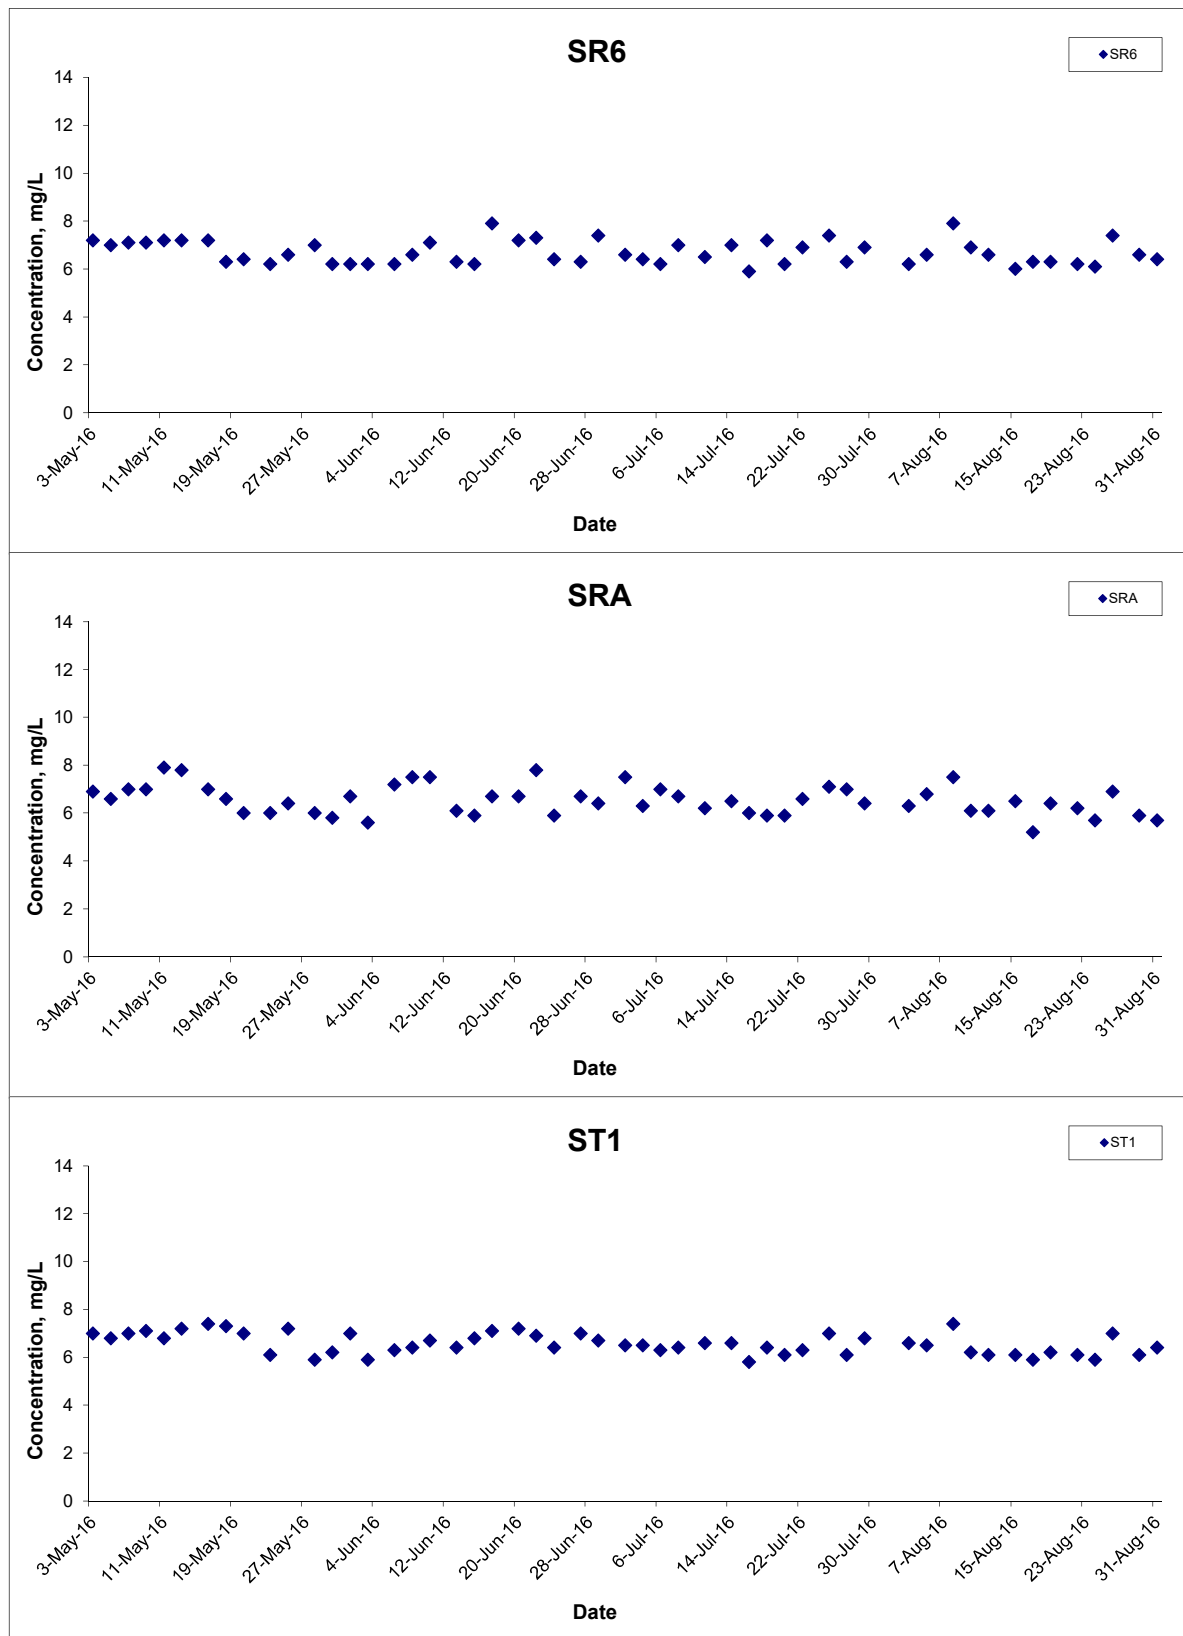 SR6
SR6
14
12
10
8
6
4
2
0
Concentration, mg/L
3-May-16
11-May-16
19-May-16
27-May-16
4-Jun-16
12-Jun-16
20-Jun-16
28-Jun-16
6-Jul-16
14-Jul-16
22-Jul-16
30-Jul-16
7-Aug-16
15-Aug-16
23-Aug-16
31-Aug-16
Date
SRA
SRA
14
12
10
8
6
4
2
0
Concentration, mg/L
3-May-16
11-May-16
19-May-16
27-May-16
4-Jun-16
12-Jun-16
20-Jun-16
28-Jun-16
6-Jul-16
14-Jul-16
22-Jul-16
30-Jul-16
7-Aug-16
15-Aug-16
23-Aug-16
31-Aug-16
Date
ST1
ST1
14
12
10
8
6
4
2
0
Concentration, mg/L
3-May-16
11-May-16
19-May-16
27-May-16
4-Jun-16
12-Jun-16
20-Jun-16
28-Jun-16
6-Jul-16
14-Jul-16
22-Jul-16
30-Jul-16
7-Aug-16
15-Aug-16
23-Aug-16
31-Aug-16
Date